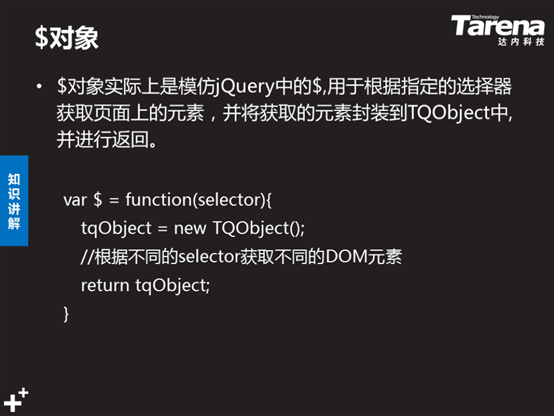 $对象
Technology
Tarena
达内科技
• $对象实际上是模仿jQuery中的$,用于根据指定的选择器
获取页面上的元素，并将获取的元素封装到TQObject中,
并进行返回。
知识讲解
var $ = function(selector){
tqObject = new TQObject();
//根据不同的selector获取不同的DOM元素
return tqObject;
}